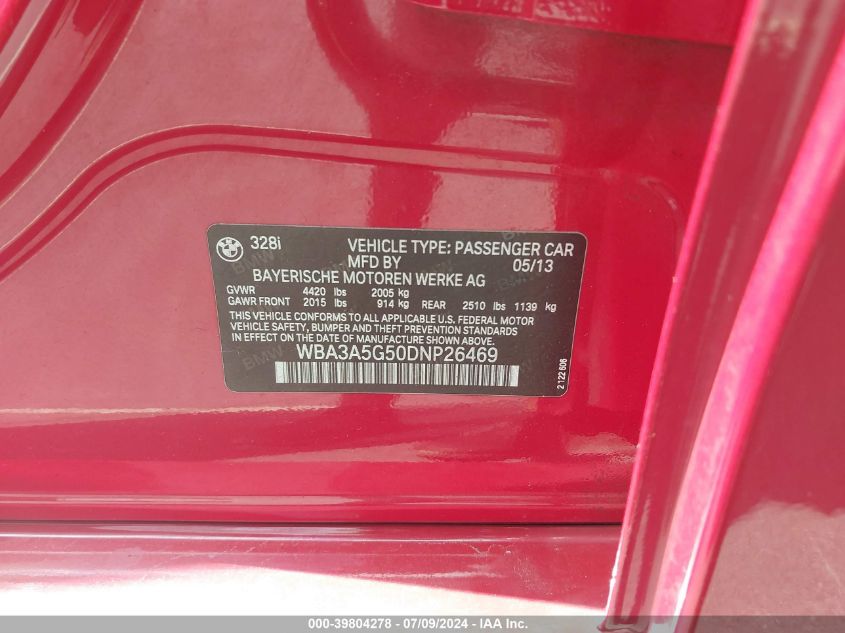 328i VEHICLE TYPE: PASSENGER CAR
MFD BY 05/13
BAYERISCHE MOTOREN WERKE AG
GVWR 4420 lbs 2005 kg
GAWR FRONT 2015 lbs 914 kg REAR 2510 lbs 1139 kg
THIS VEHICLE CONFORMS TO ALL APPLICABLE U.S. FEDERAL MOTOR
VEHICLE SAFETY, BUMPER AND THEFT PREVENTION STANDARDS
IN EFFECT ON THE DATE OF MANUFACTURE SHOWN ABOVE.
WBA3A5G50DNP26469
2 122 606
000-39804278 - 07/09/2024 - IAA Inc.